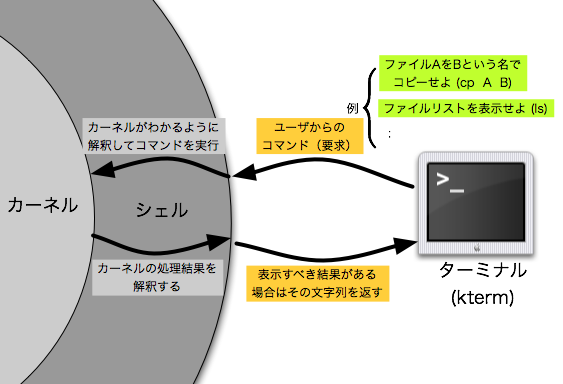 ファイルAをBという名で
コピーせよ (cp A B)
例
ファイルリストを表示せよ (ls)
:
カーネルがわかるように
解釈してコマンドを実行
ユーザからの
コマンド（要求）
>_
カーネル
シェル
カーネルの処理結果を
解釈する
表示すべき結果がある
場合はその文字列を返す
ターミナル
(kterm)